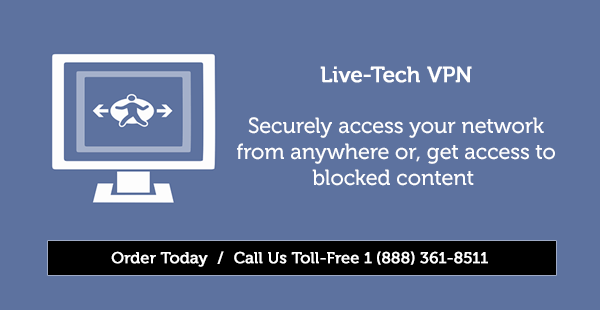 Live-Tech VPN
Securely access your network
from anywhere or, get access to
blocked content
Order Today / Call Us Toll-Free 1 (888) 361-8511